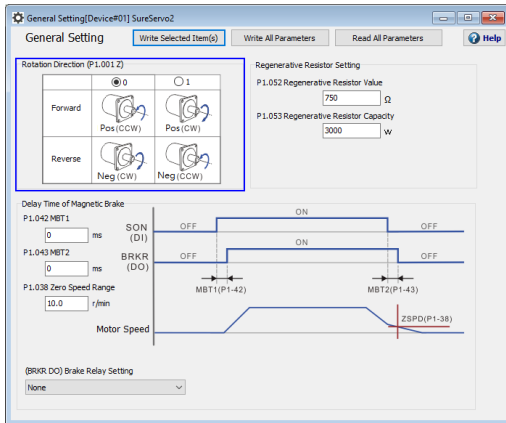 General Setting[Device#01] SureServo2
General Setting
Write Selected Item(s)
Write All Parameters
Read All Parameters
Help
Rotation Direction (P1.001 Z)
0
1
Forward
Pos(CCW)
Pos(CW)
Reverse
Neg(CW)
Neg(CCW)
Regenerative Resistor Setting
P1.052 Regenerative Resistor Value
750 Ω
P1.053 Regenerative Resistor Capacity
3000 w
Delay Time of Magnetic Brake
P1.042 MBT1
0 ms
P1.043 MBT2
0 ms
P1.038 Zero Speed Range
10.0 r/min
SON
(DI)
OFF
ON
OFF
BRKR
(DO)
OFF
ON
OFF
MBT1(P1-42)
MBT2(P1-43)
Motor Speed
ZSPD(P1-38)
(BRKR DO) Brake Relay Setting
None